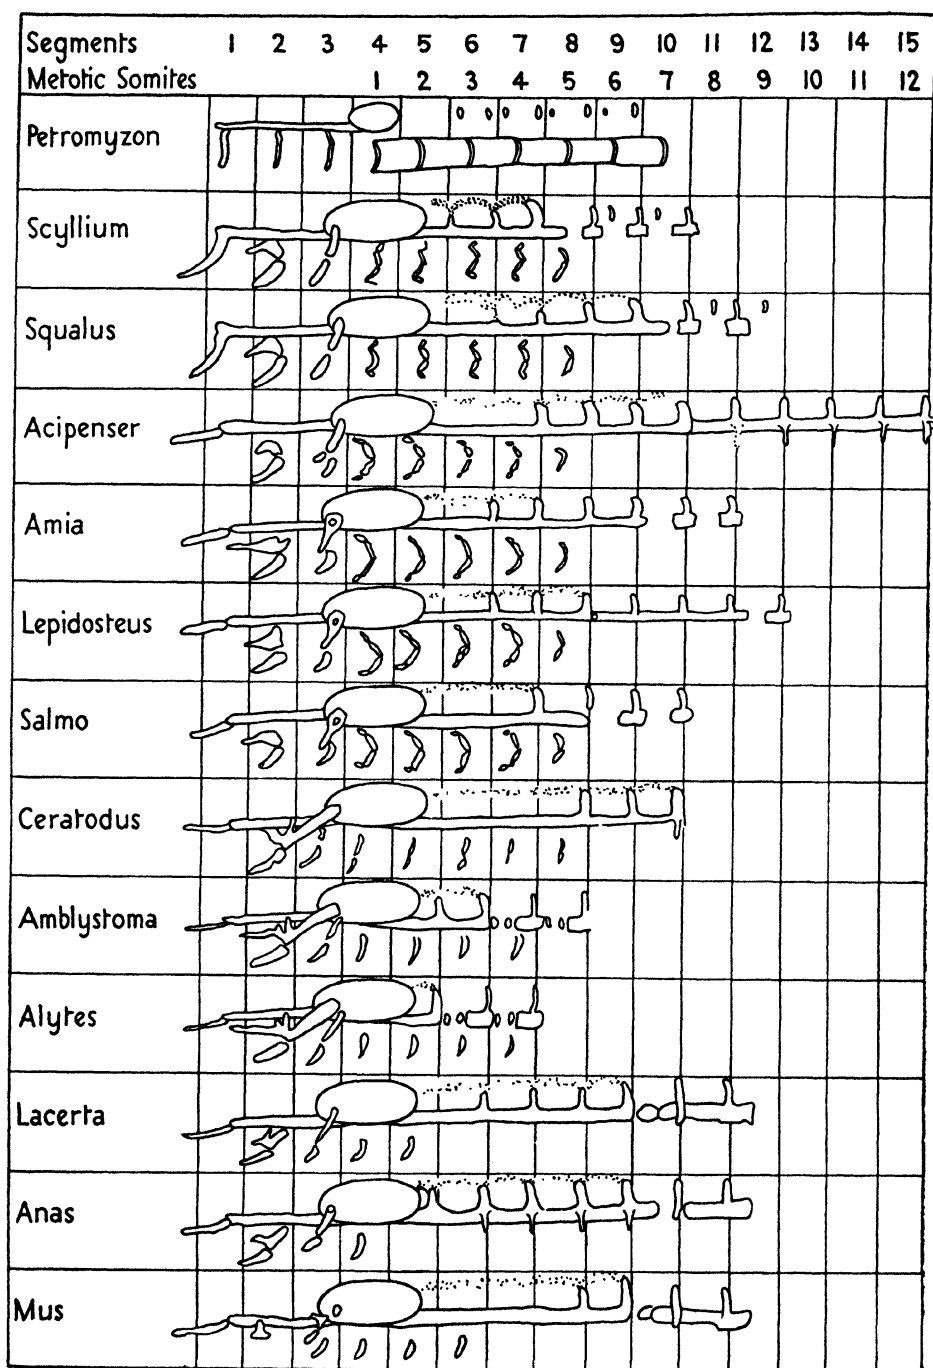 Segments 1 2 3 4 5 6 7 8 9 10 11 12 13 14 15
Metotic Somites 1 2 3 4 5 6 7 8 9 10 11 12
Petromyzon
Scyllium
Squalus
Acipenser
Amia
Lepidosteus
Salmo
Ceratodus
Amblystoma
Alytes
Lacerta
Anas
Mus